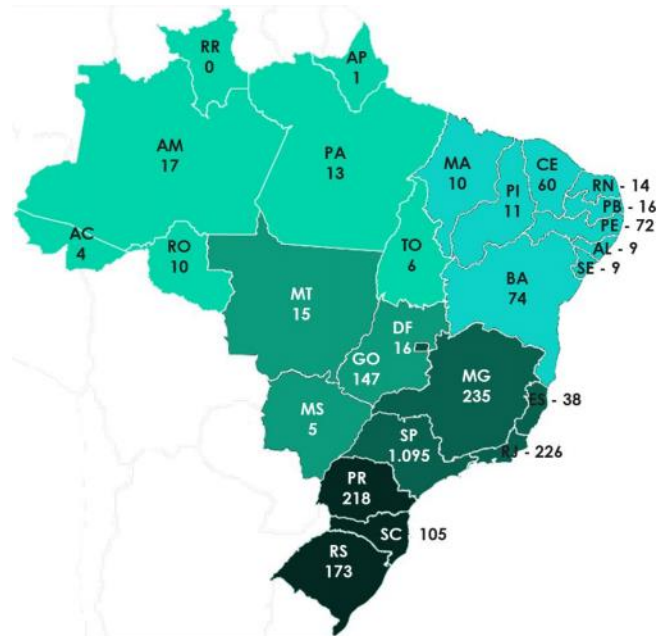 RR
0
AP
1
AM
17
PA
13
MA
10
CE
60
RN - 14
PI
11
PB - 16
PE - 72
AC
4
RO
10
TO
6
AL - 9
SE - 9
BA
74
MT
15
DF
16
GO
147
MG
235
ES - 38
MS
5
SP
1.095
RJ - 226
PR
218
SC 105
RS
173